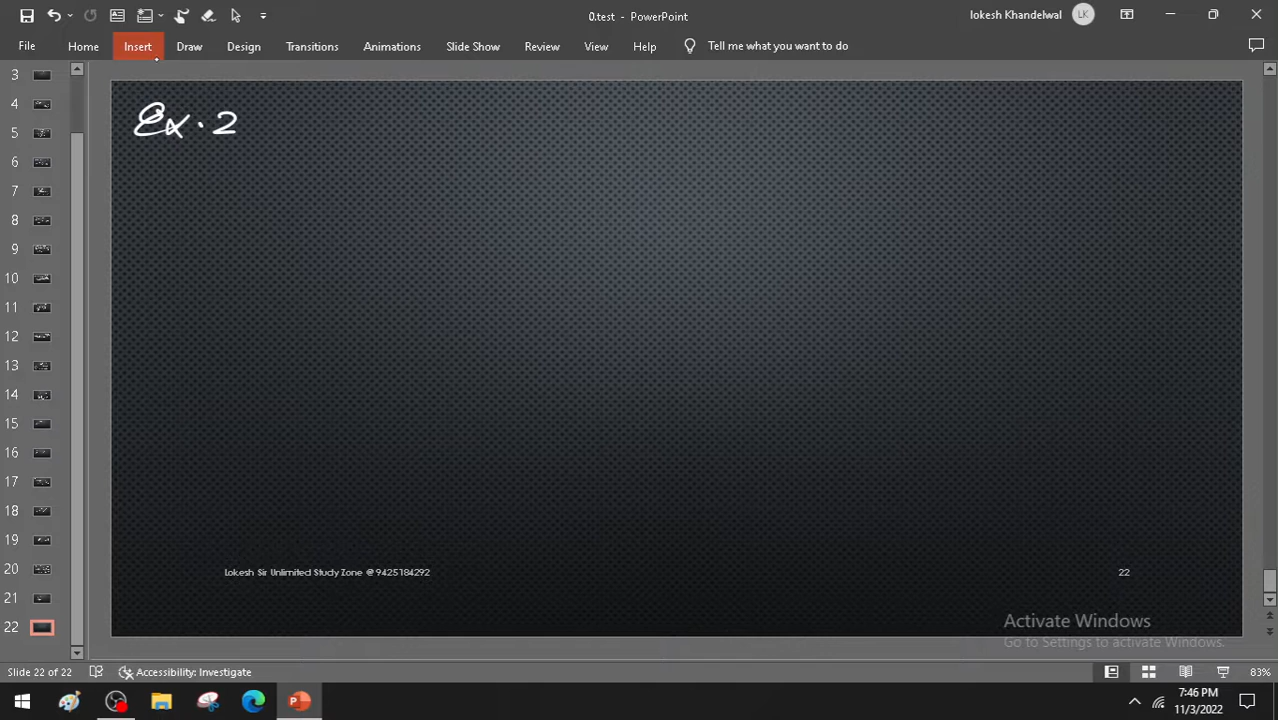 0.test - PowerPoint
lokesh Khandelwal
LK
File
Home
Insert
Draw
Design
Transitions
Animations
Slide Show
Review
View
Help
Tell me what you want to do
3
4
5
6
7
8
9
10
11
12
13
14
15
16
17
18
19
20
21
22
Ex. 2
Lokesh Sir Unlimited Study Zone @ 9425184292
22
Activate Windows
Go to Settings to activate Windows.
Slide 22 of 22
Accessibility: Investigate
83%
7:46 PM
11/3/2022